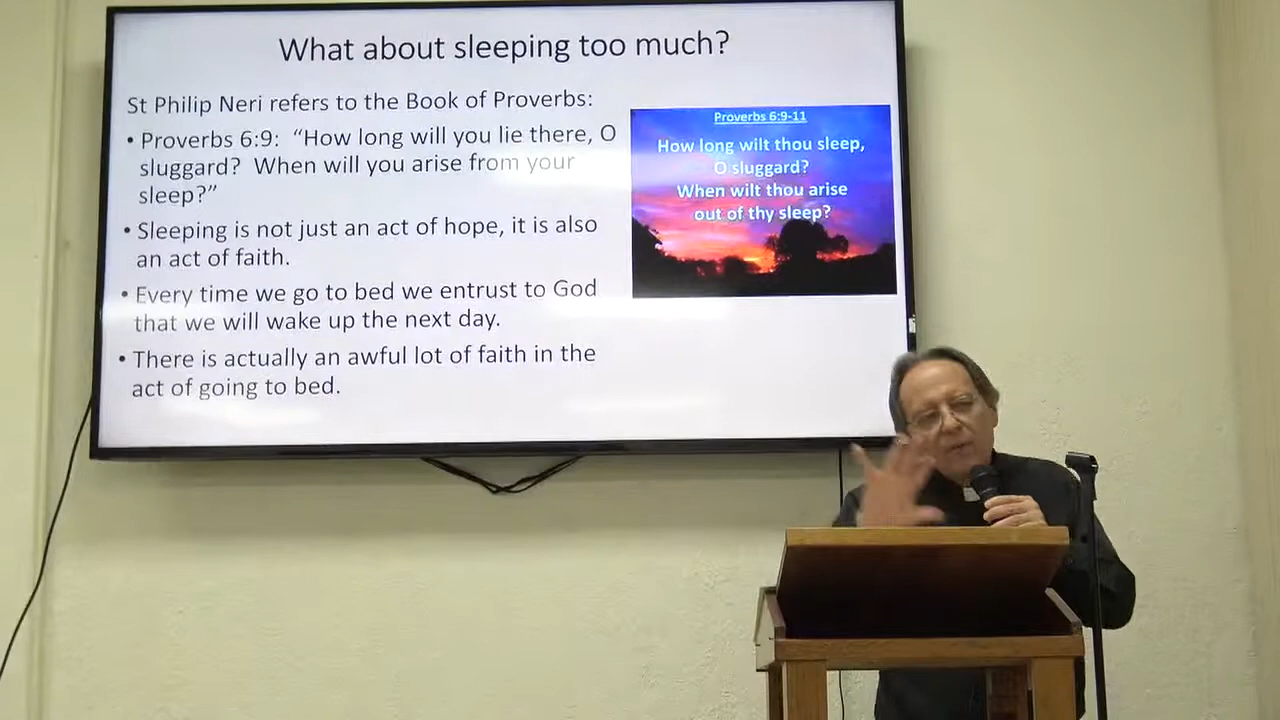 What about sleeping too much?
St Philip Neri refers to the Book of Proverbs:
• Proverbs 6:9: “How long will you lie there, O
sluggard? When will you arise from your
sleep?”
• Sleeping is not just an act of hope, it is also
an act of faith.
• Every time we go to bed we entrust to God
that we will wake up the next day.
• There is actually an awful lot of faith in the
act of going to bed.
Proverbs 6:9-11
How long wilt thou sleep,
O sluggard?
When wilt thou arise
out of thy sleep?